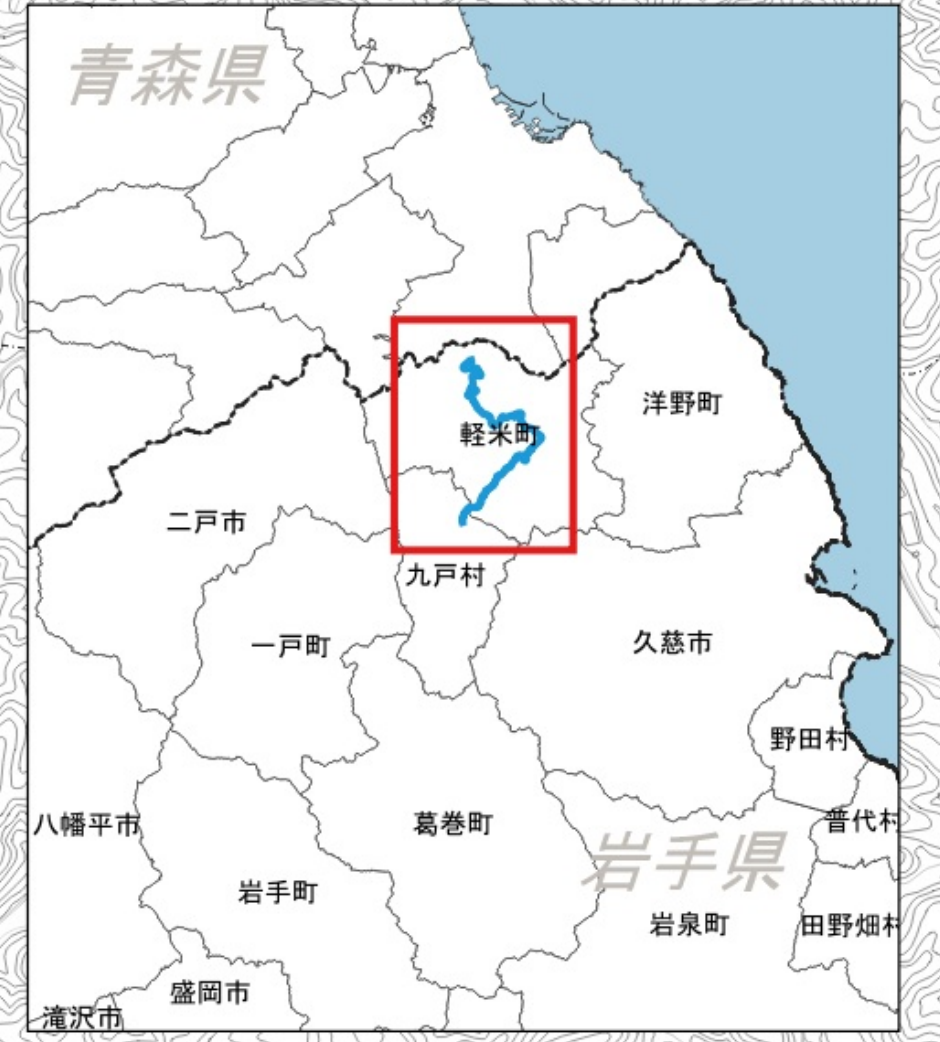 青森県
洋野町
軽米町
二戸市
九戸村
一戸町
久慈市
野田村
八幡平市
葛巻町
普代村
岩手県
岩手町
岩泉町
田野畑村
盛岡市
滝沢市